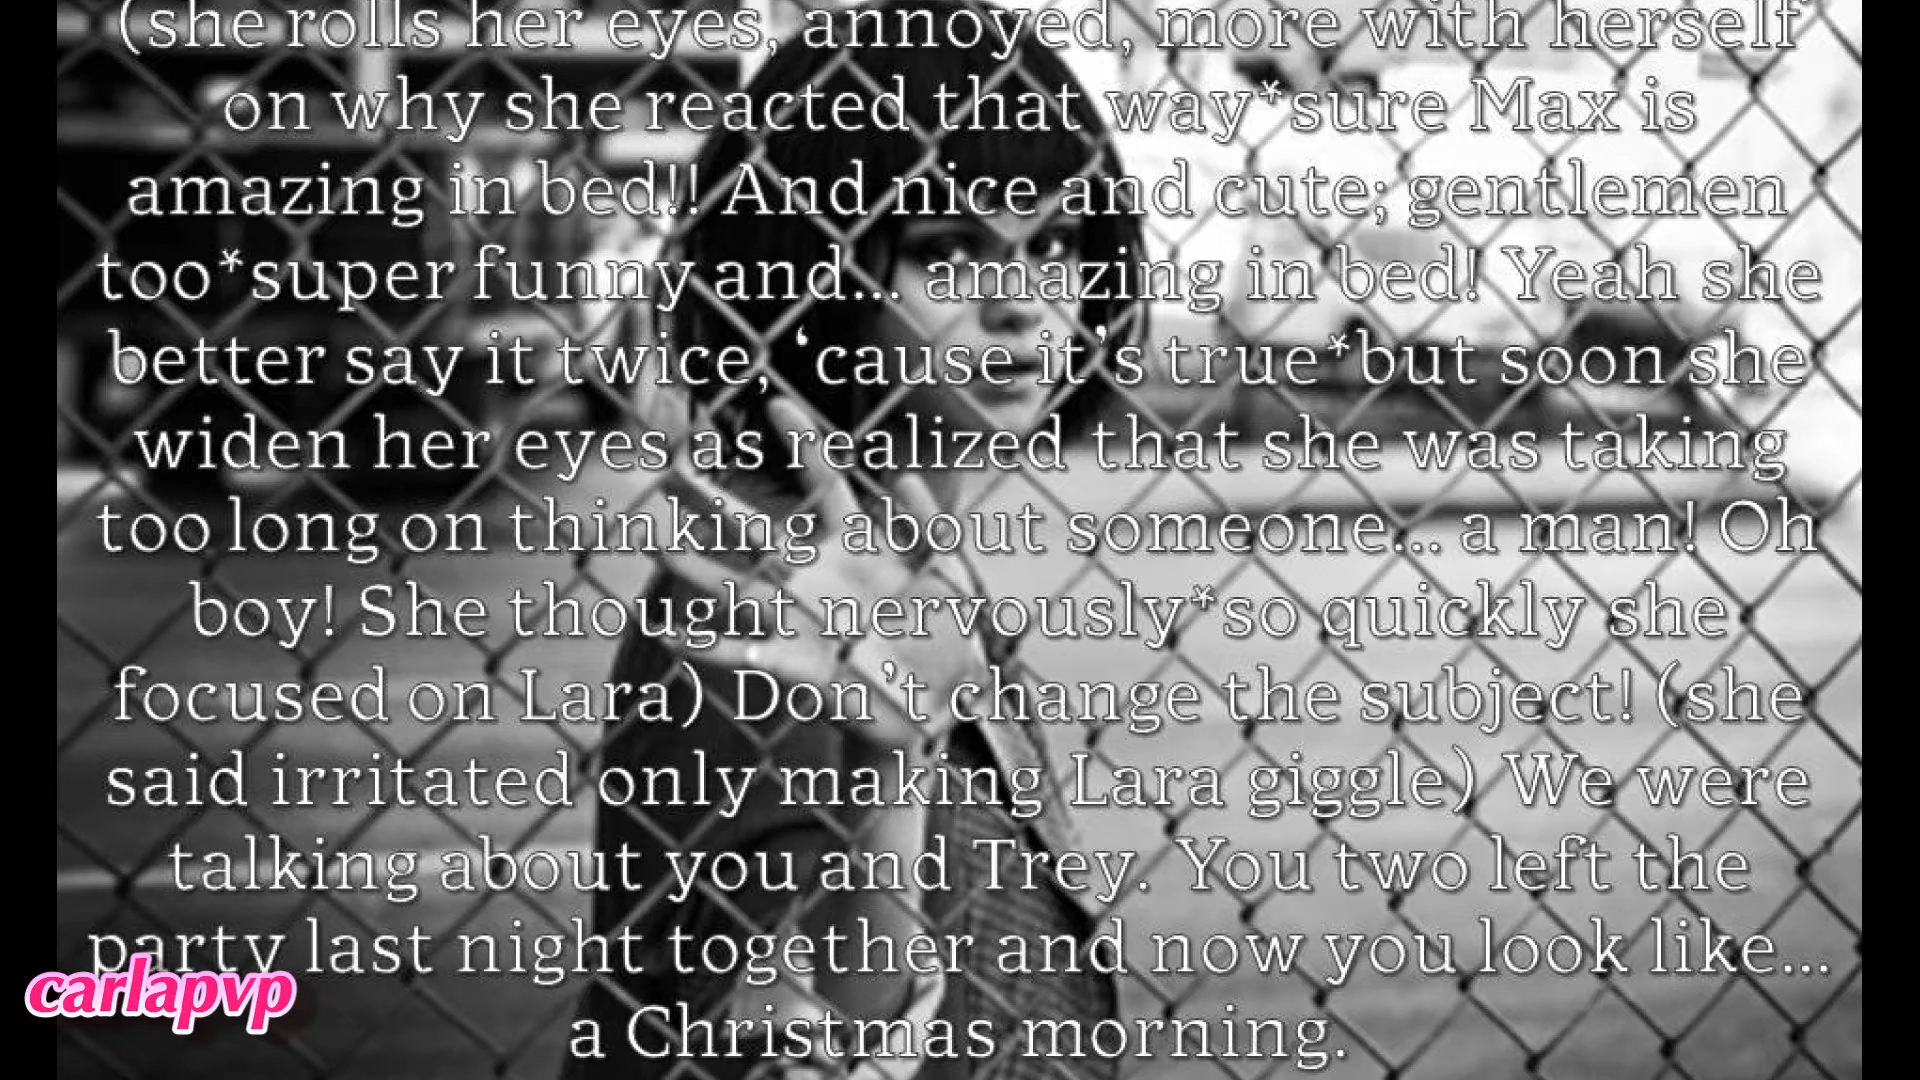 (she rolls her eyes, annoyed, more with herself
on why she reacted that way*sure Max is
amazing in bed!! And nice and cute; gentlemen
too*super funny and... amazing in bed! Yeah she
better say it twice, ‘cause it’s true*but soon she
widen her eyes as realized that she was taking
too long on thinking about someone... a man! Oh
boy! She thought nervously*so quickly she
focused on Lara) Don’t change the subject! (she
said irritated only making Lara giggle) We were
talking about you and Trey. You two left the
party last night together and now you look like...
a Christmas morning.
carlapvp